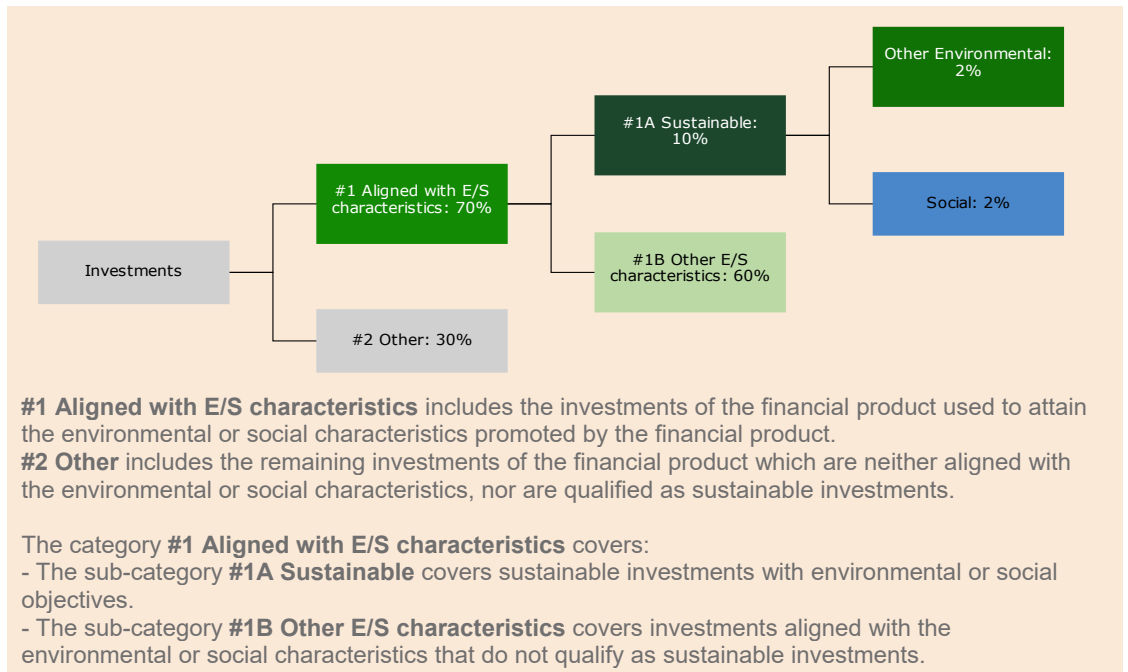 Other Environmental:
2%
#1A Sustainable:
10%
#1 Aligned with E/S
characteristics: 70%
Social: 2%
Investments
#1B Other E/S
characteristics: 60%
#2 Other: 30%
#1 Aligned with E/S characteristics includes the investments of the financial product used to attain
the environmental or social characteristics promoted by the financial product.
#2 Other includes the remaining investments of the financial product which are neither aligned with
the environmental or social characteristics, nor are qualified as sustainable investments.
The category #1 Aligned with E/S characteristics covers:
- The sub-category #1A Sustainable covers sustainable investments with environmental or social
objectives.
- The sub-category #1B Other E/S characteristics covers investments aligned with the
environmental or social characteristics that do not qualify as sustainable investments.